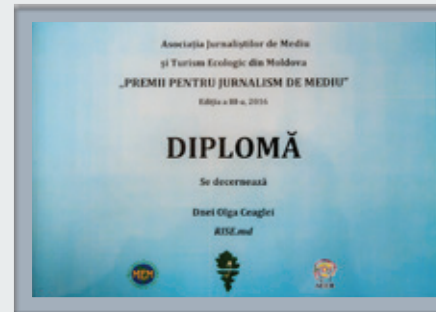 Asociația Jurnaliștilor de Mediu
și Turism Ecologic din Moldova
„PREMII PENTRU JURNALISM DE MEDIU”
Ediția a III-a, 2016
DIPLOMĂ
Se decernează
Dnei Olga Ceaglei
RISE.md
MEM